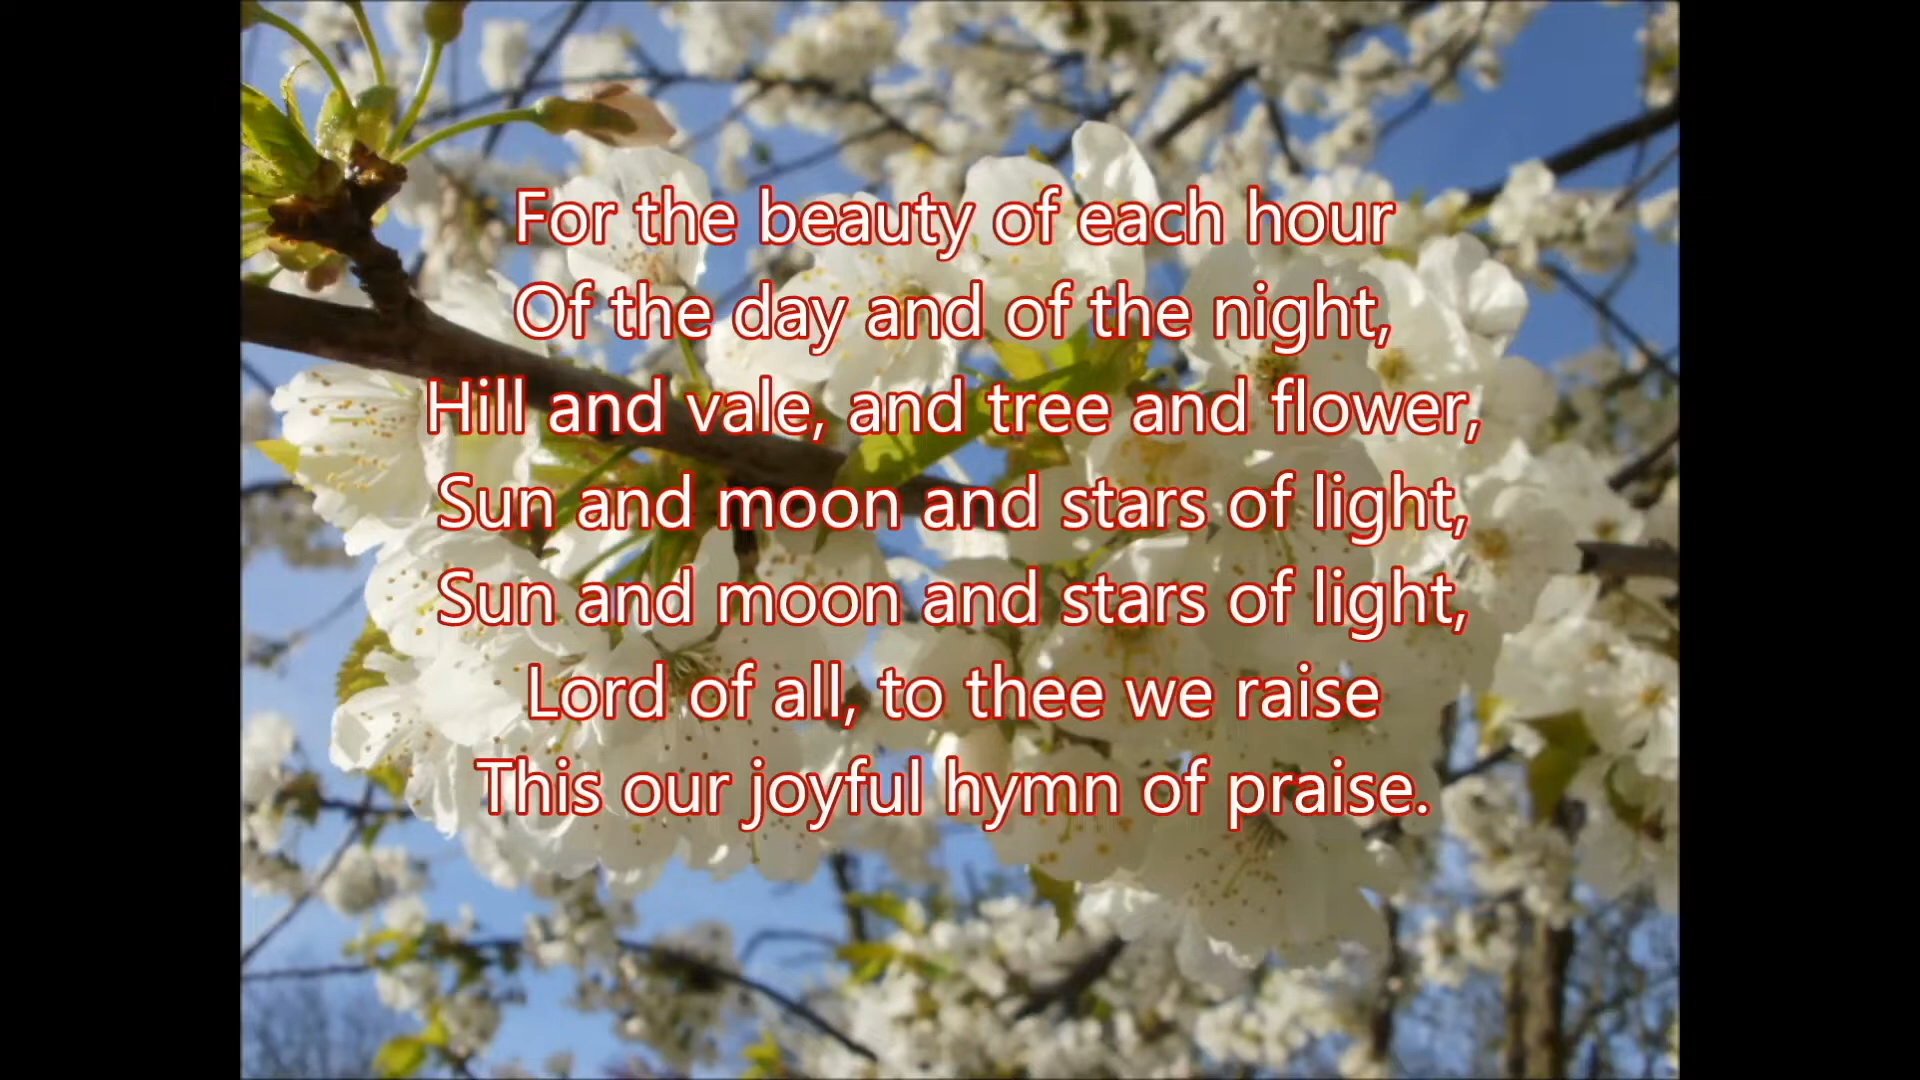 For the beauty of each hour
Of the day and of the night,
Hill and vale, and tree and flower,
Sun and moon and stars of light,
Sun and moon and stars of light,
Lord of all, to thee we raise
This our joyful hymn of praise.